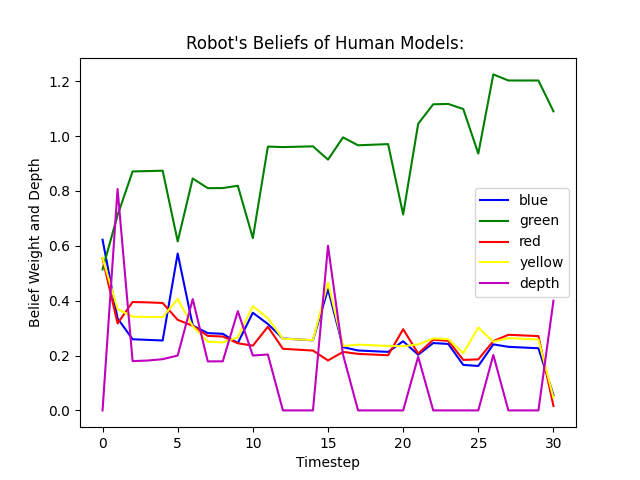 Robot's Beliefs of Human Models:
Belief Weight and Depth
1.2
1.0
0.8
0.6
0.4
0.2
0.0
blue
green
red
yellow
depth
0 5 10 15 20 25 30
Timestep